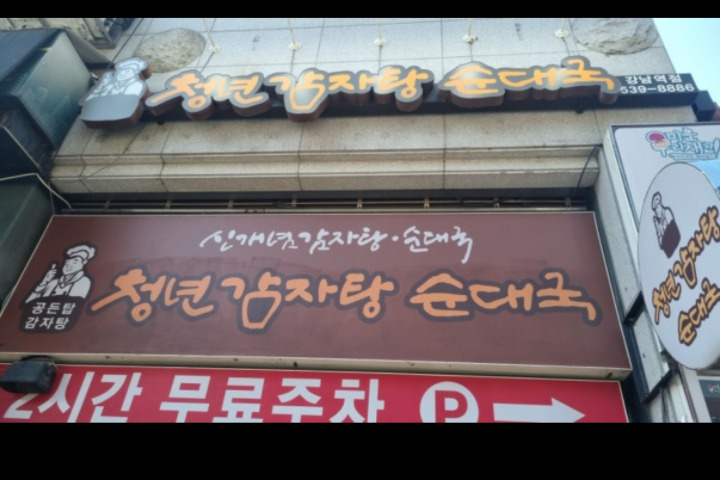 청년감자탕 순대국
강남역점
539-8886
신개념감자탕·순대국
청년감자탕 순대국
공든탑
감자탕
청년감자탕
순대국
2시간 무료주차 P